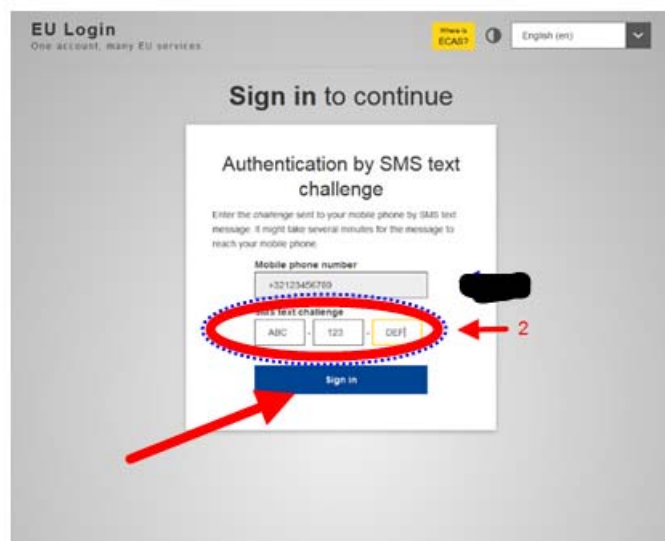 EU Login
One account, many EU services
Where is
ECAS?
English (en)
Sign in to continue
Authentication by SMS text
challenge
Enter the challenge sent to your mobile phone by SMS text
message. It might take several minutes for the message to
reach your mobile phone.
Mobile phone number
+32123456789
SMS text challenge
ABC - 123 - DEF
2
Sign in